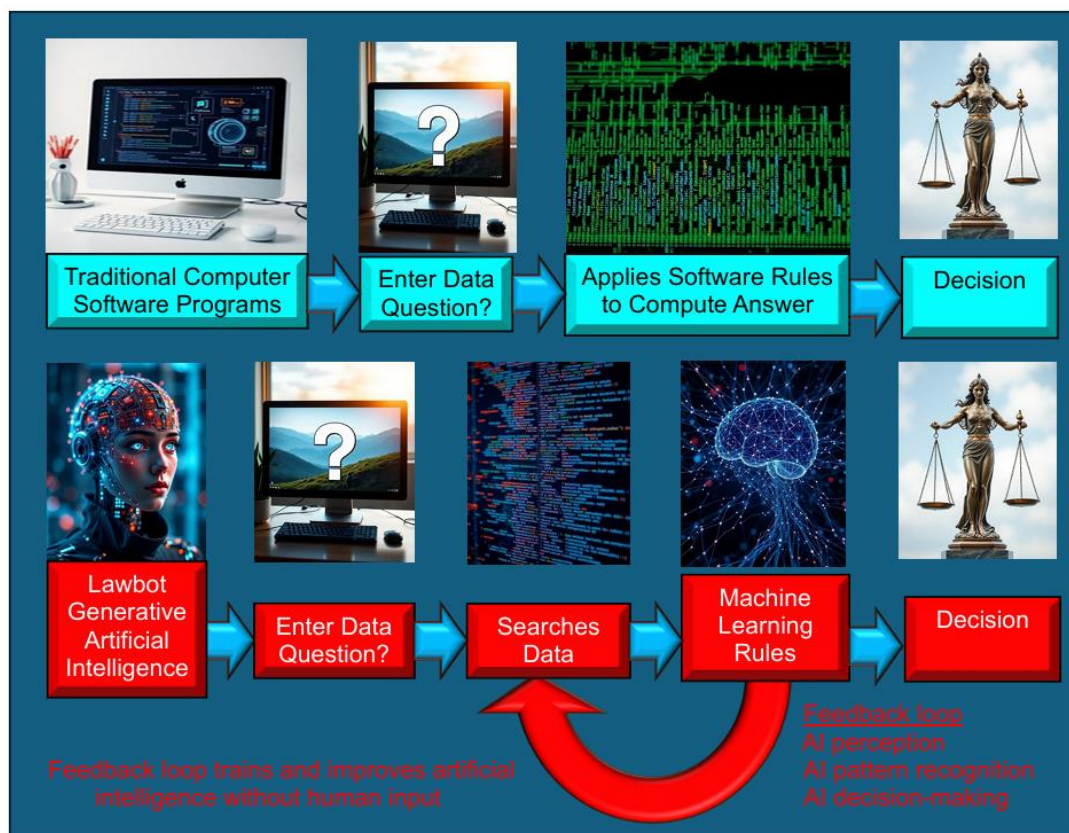 ?
Traditional Computer
Software Programs
Enter Data
Question?
Applies Software Rules
to Compute Answer
Decision
?
Lawbot
Generative
Artificial
Intelligence
Enter Data
Question?
Searches
Data
Machine
Learning
Rules
Decision
Feedback loop trains and improves artificial
intelligence without human input
Feedback loop
AI perception
AI pattern recognition
AI decision-making